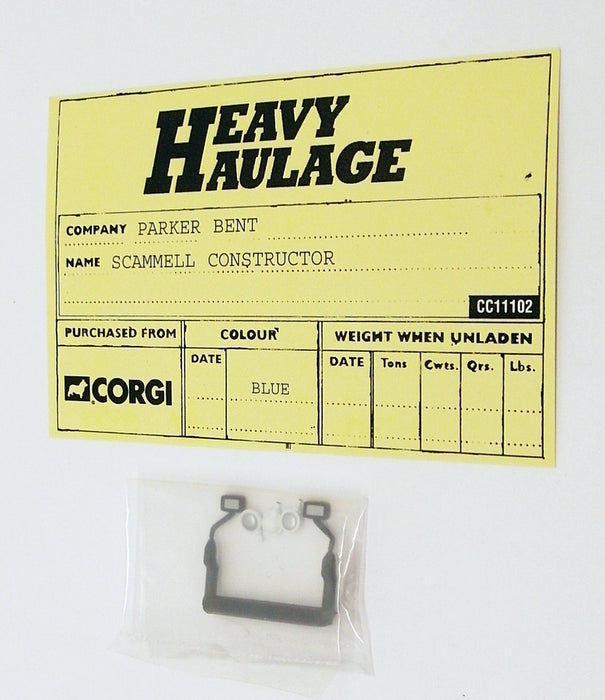 HEAVY
HAULAGE
COMPANY PARKER BENT
NAME SCAMMELL CONSTRUCTOR
CC11102
PURCHASED FROM COLOUR WEIGHT WHEN UNLADEN
DATE DATE Tons Cwts. Qrs. Lbs.
CORGI BLUE